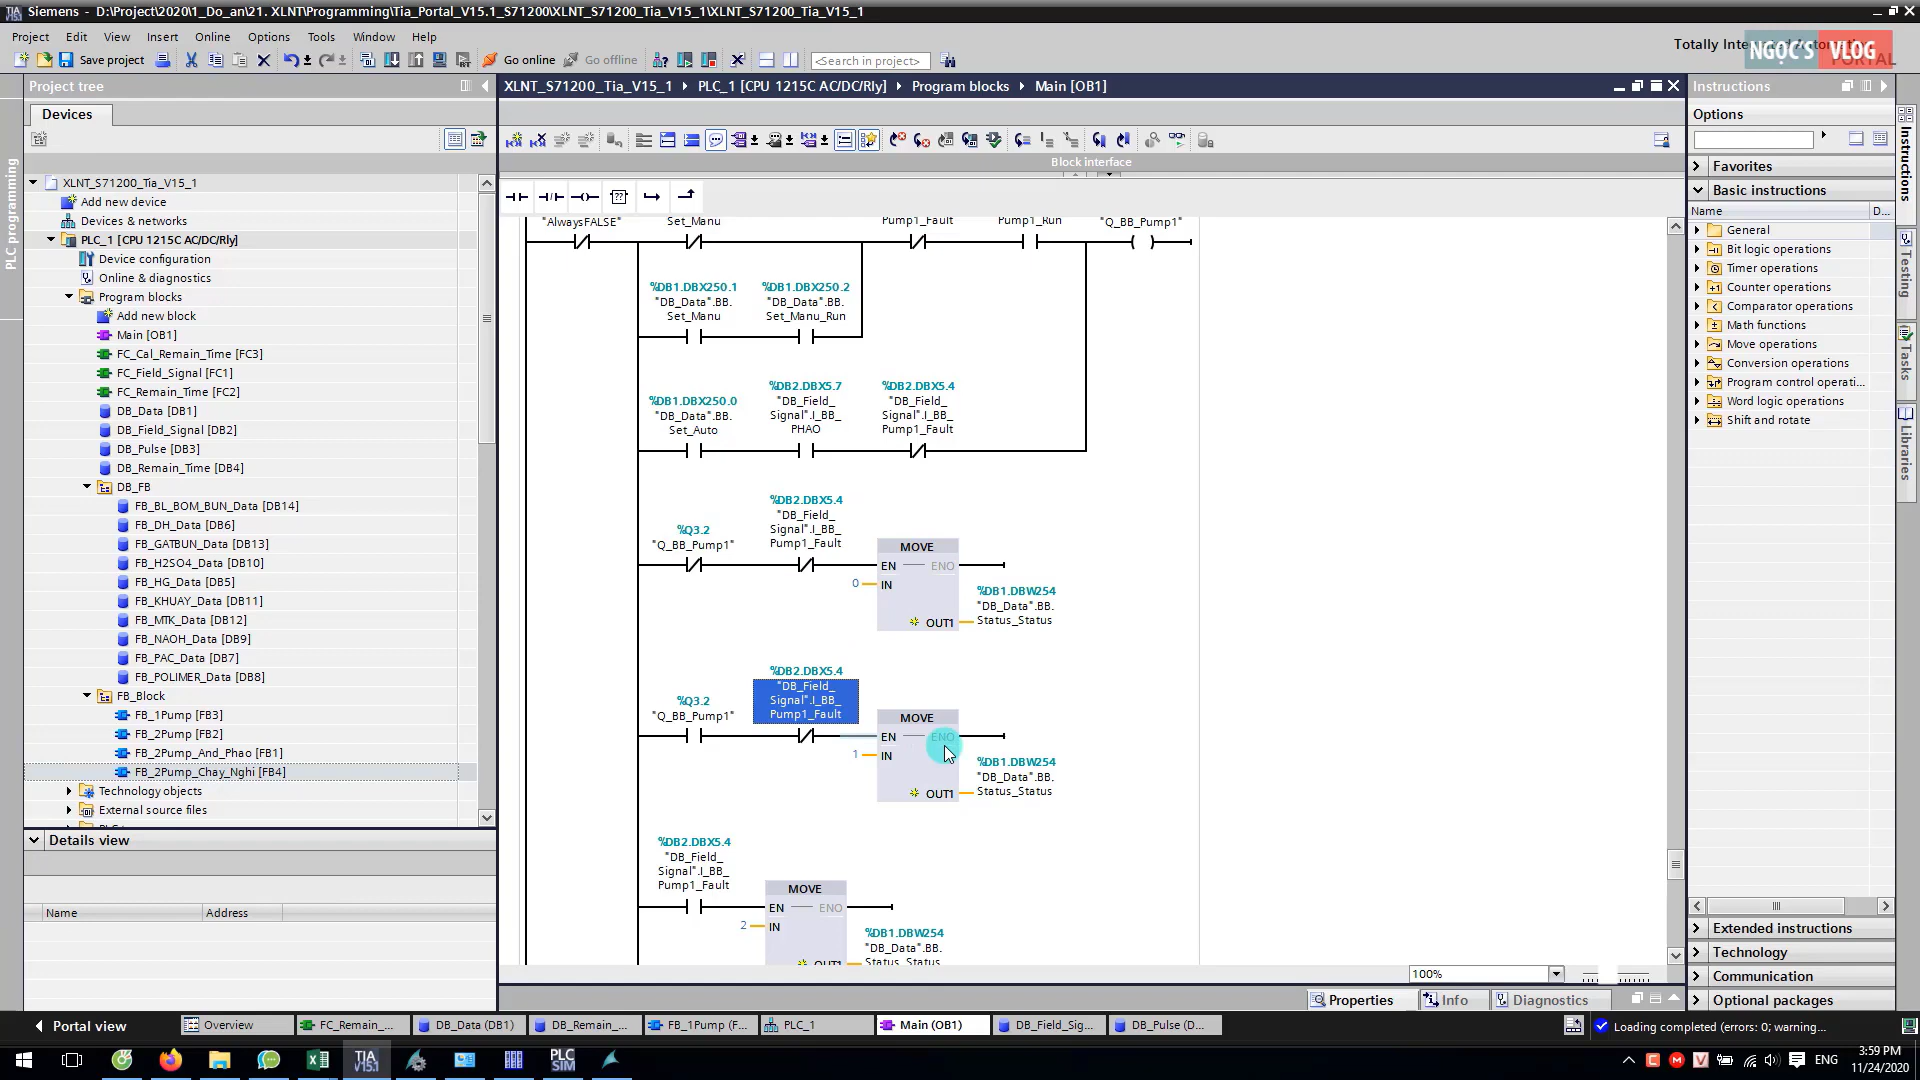 Siemens - D:\Project\2020\1_Do_an\21. XLNT\Programming\Tia_Portal_V15.1_S71200\XLNT_S71200_Tia_V15_1\XLNT_S71200_Tia_V15_1
Project Edit View Insert Online Options Tools Window Help
Save project Go online Go offline <Search in project>
NGỌC'S VLOG
Totally
PORTAL
Project tree
Devices
PLC programming
XLNT_S71200_Tia_V15_1
Add new device
Devices & networks
PLC_1 [CPU 1215C AC/DC/Rly]
Device configuration
Online & diagnostics
Program blocks
Add new block
Main [OB1]
FC_Cal_Remain_Time [FC3]
FC_Field_Signal [FC1]
FC_Remain_Time [FC2]
DB_Data [DB1]
DB_Field_Signal [DB2]
DB_Pulse [DB3]
DB_Remain_Time [DB4]
DB_FB
FB_BL_BOM_BUN_Data [DB14]
FB_DH_Data [DB6]
FB_GATBUN_Data [DB13]
FB_H2SO4_Data [DB10]
FB_HG_Data [DB5]
FB_KHUAY_Data [DB11]
FB_MTK_Data [DB12]
FB_NAOH_Data [DB9]
FB_PAC_Data [DB7]
FB_POLIMER_Data [DB8]
FB_Block
FB_1Pump [FB3]
FB_2Pump [FB2]
FB_2Pump_And_Phao [FB1]
FB_2Pump_Chay_Nghi [FB4]
Technology objects
External source files
Details view
Name Address
XLNT_S71200_Tia_V15_1 PLC_1 [CPU 1215C AC/DC/Rly] Program blocks Main [OB1]
Block interface
??
"AlwaysFALSE" Set_Manu Pump1_Fault Pump1_Run "Q_BB_Pump1"
%DB1.DBX250.1 %DB1.DBX250.2
"DB_Data".BB. "DB_Data".BB.
Set_Manu Set_Manu_Run
%DB2.DBX5.7 %DB2.DBX5.4
%DB1.DBX250.0 "DB_Field_ "DB_Field_
"DB_Data".BB. Signal".I_BB_ Signal".I_BB_
Set_Auto PHAO Pump1_Fault
%DB2.DBX5.4
"DB_Field_
%Q3.2 Signal".I_BB_
"Q_BB_Pump1" Pump1_Fault
MOVE
EN ENO
0 IN
%DB1.DBW254
"DB_Data".BB.
OUT1 Status_Status
%DB2.DBX5.4
"DB_Field_
%Q3.2 Signal".I_BB_
"Q_BB_Pump1" Pump1_Fault
MOVE
EN ENO
1 IN
%DB1.DBW254
"DB_Data".BB.
OUT1 Status_Status
%DB2.DBX5.4
"DB_Field_
Signal".I_BB_
Pump1_Fault
MOVE
EN ENO
2 IN
%DB1.DBW254
"DB_Data".BB.
OUT1 Status_Status
100%
Properties Info Diagnostics
Instructions
Options
Favorites
Basic instructions
Name D...
General
Bit logic operations
Timer operations
Counter operations
Comparator operations
Math functions
Move operations
Conversion operations
Program control operati...
Word logic operations
Shift and rotate
Extended instructions
Technology
Communication
Optional packages
Instructions
Testing
Tasks
Libraries
Portal view Overview FC_Remain_... DB_Data (DB1) DB_Remain_... FB_1Pump (F... PLC_1 Main (OB1) DB_Field_Sig... DB_Pulse (D... Loading completed (errors: 0; warning...
TIA V15.1 PLC SIM ENG 3:59 PM
11/24/2020